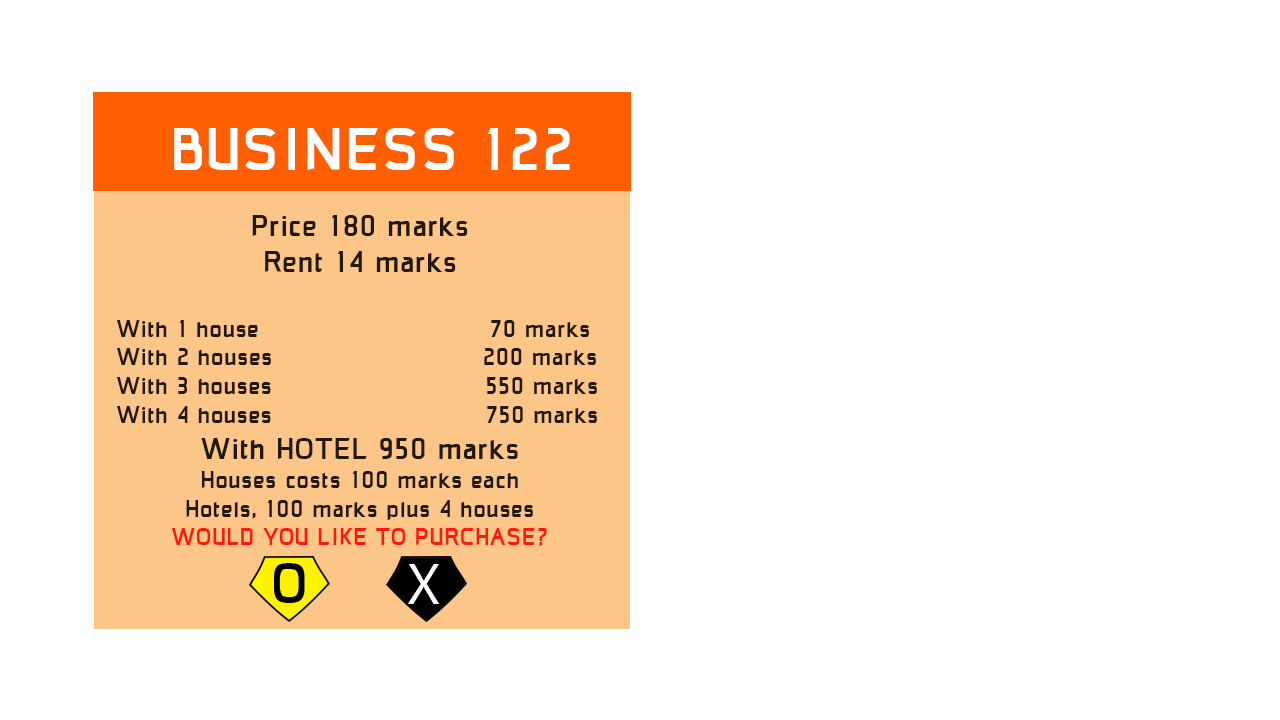 BUSINESS 122
Price 180 marks
Rent 14 marks
With 1 house 70 marks
With 2 houses 200 marks
With 3 houses 550 marks
With 4 houses 750 marks
With HOTEL 950 marks
Houses costs 100 marks each
Hotels, 100 marks plus 4 houses
WOULD YOU LIKE TO PURCHASE?
O X